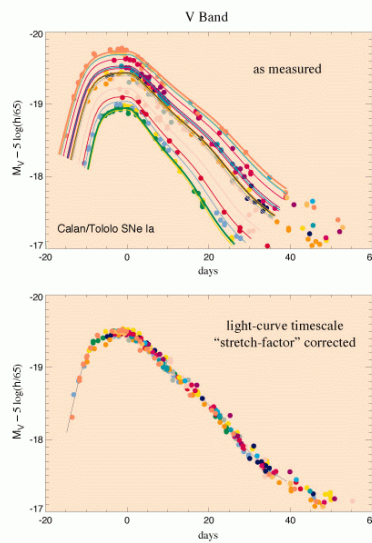 V Band
-20
as measured
-19
M_V – 5 log(h/65)
-18
Calan/Tololo SNe Ia
-17
-20 0 20 40 60
days
-20
light-curve timescale
“stretch-factor” corrected
-19
M_V – 5 log(h/65)
-18
-17
-20 0 20 40 60
days